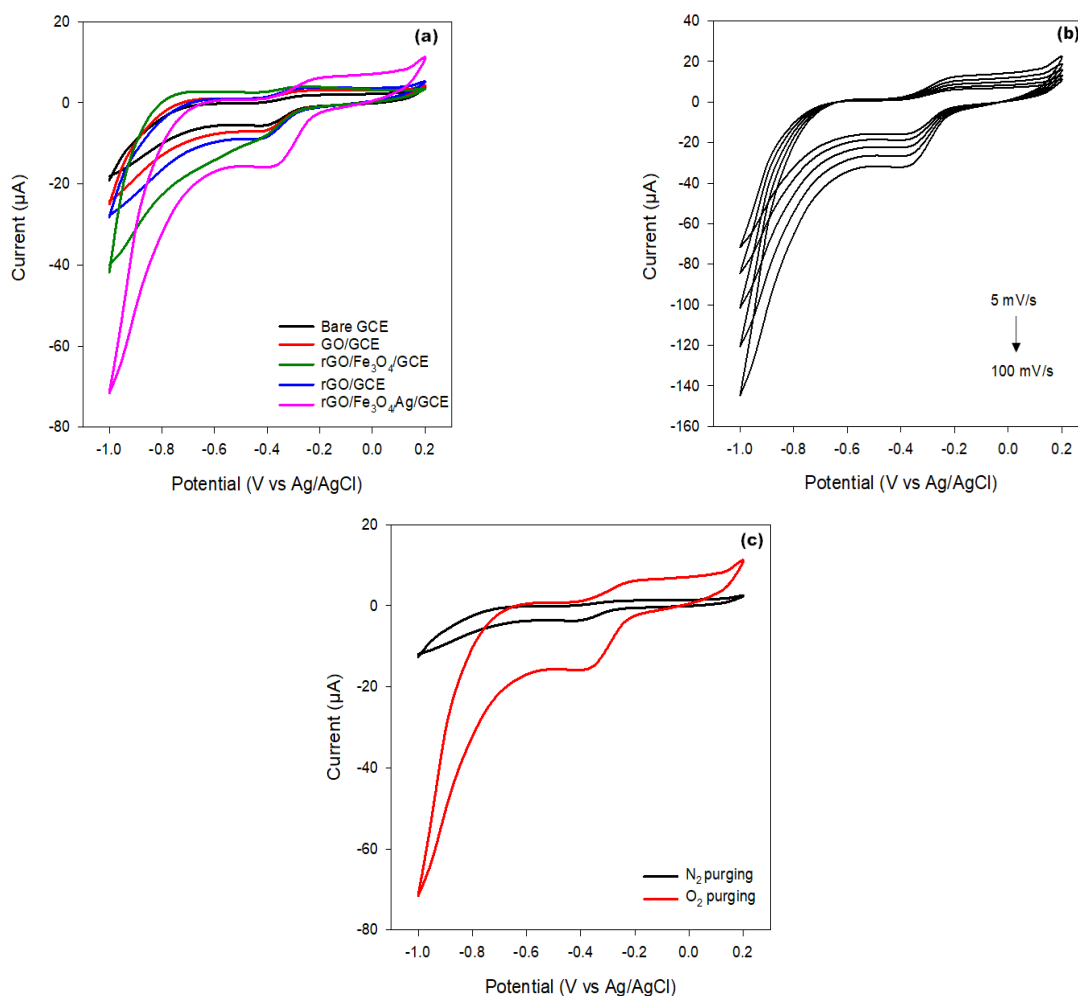 (a)
20
0
-20
-40
-60
-80
Current (µA)
Bare GCE
GO/GCE
rGO/Fe₃O₄/GCE
rGO/GCE
rGO/Fe₃O₄/Ag/GCE
-1.0 -0.8 -0.6 -0.4 -0.2 0.0 0.2
Potential (V vs Ag/AgCl)
(b)
40
20
0
-20
-40
-60
-80
-100
-120
-140
-160
Current (µA)
5 mV/s
100 mV/s
-1.0 -0.8 -0.6 -0.4 -0.2 0.0 0.2
Potential (V vs Ag/AgCl)
(c)
20
0
-20
-40
-60
-80
Current (µA)
N₂ purging
O₂ purging
-1.0 -0.8 -0.6 -0.4 -0.2 0.0 0.2
Potential (V vs Ag/AgCl)